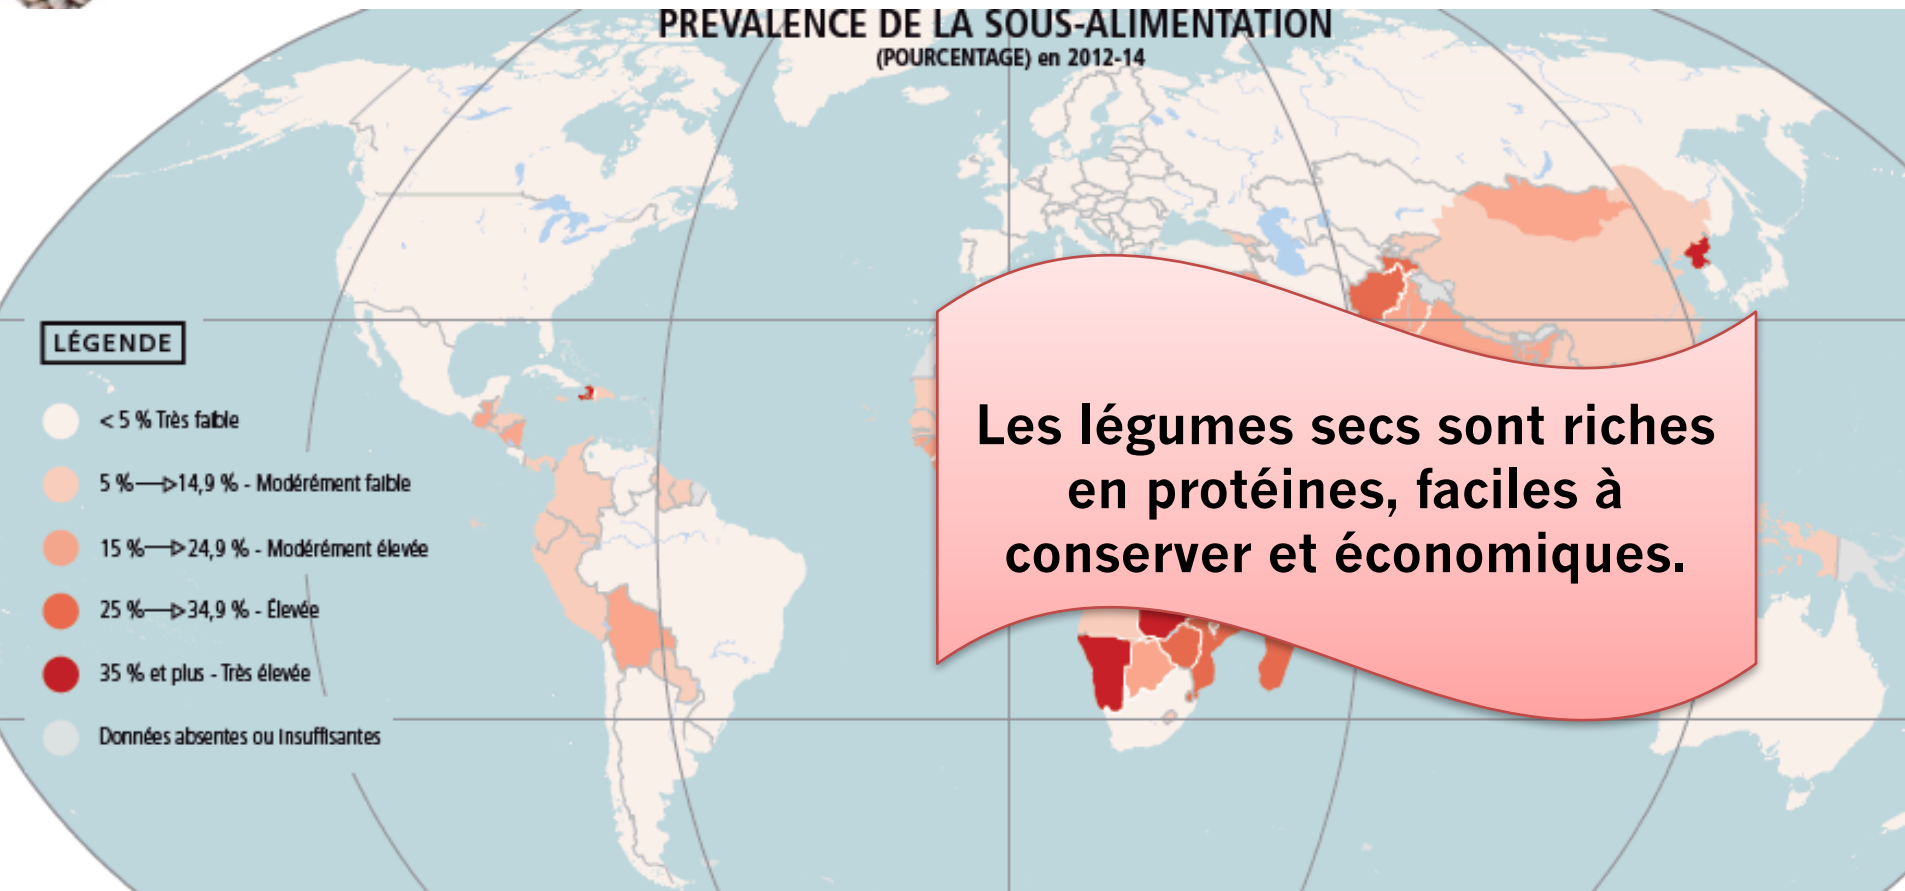 PRÉVALENCE DE LA SOUS-ALIMENTATION
(POURCENTAGE) en 2012-14
LÉGENDE
< 5 % Très faible
5 %→14,9 % - Modérément faible
15 %→24,9 % - Modérément élevée
25 %→34,9 % - Élevée
35 % et plus - Très élevée
Données absentes ou insuffisantes
Les légumes secs sont riches
en protéines, faciles à
conserver et économiques.